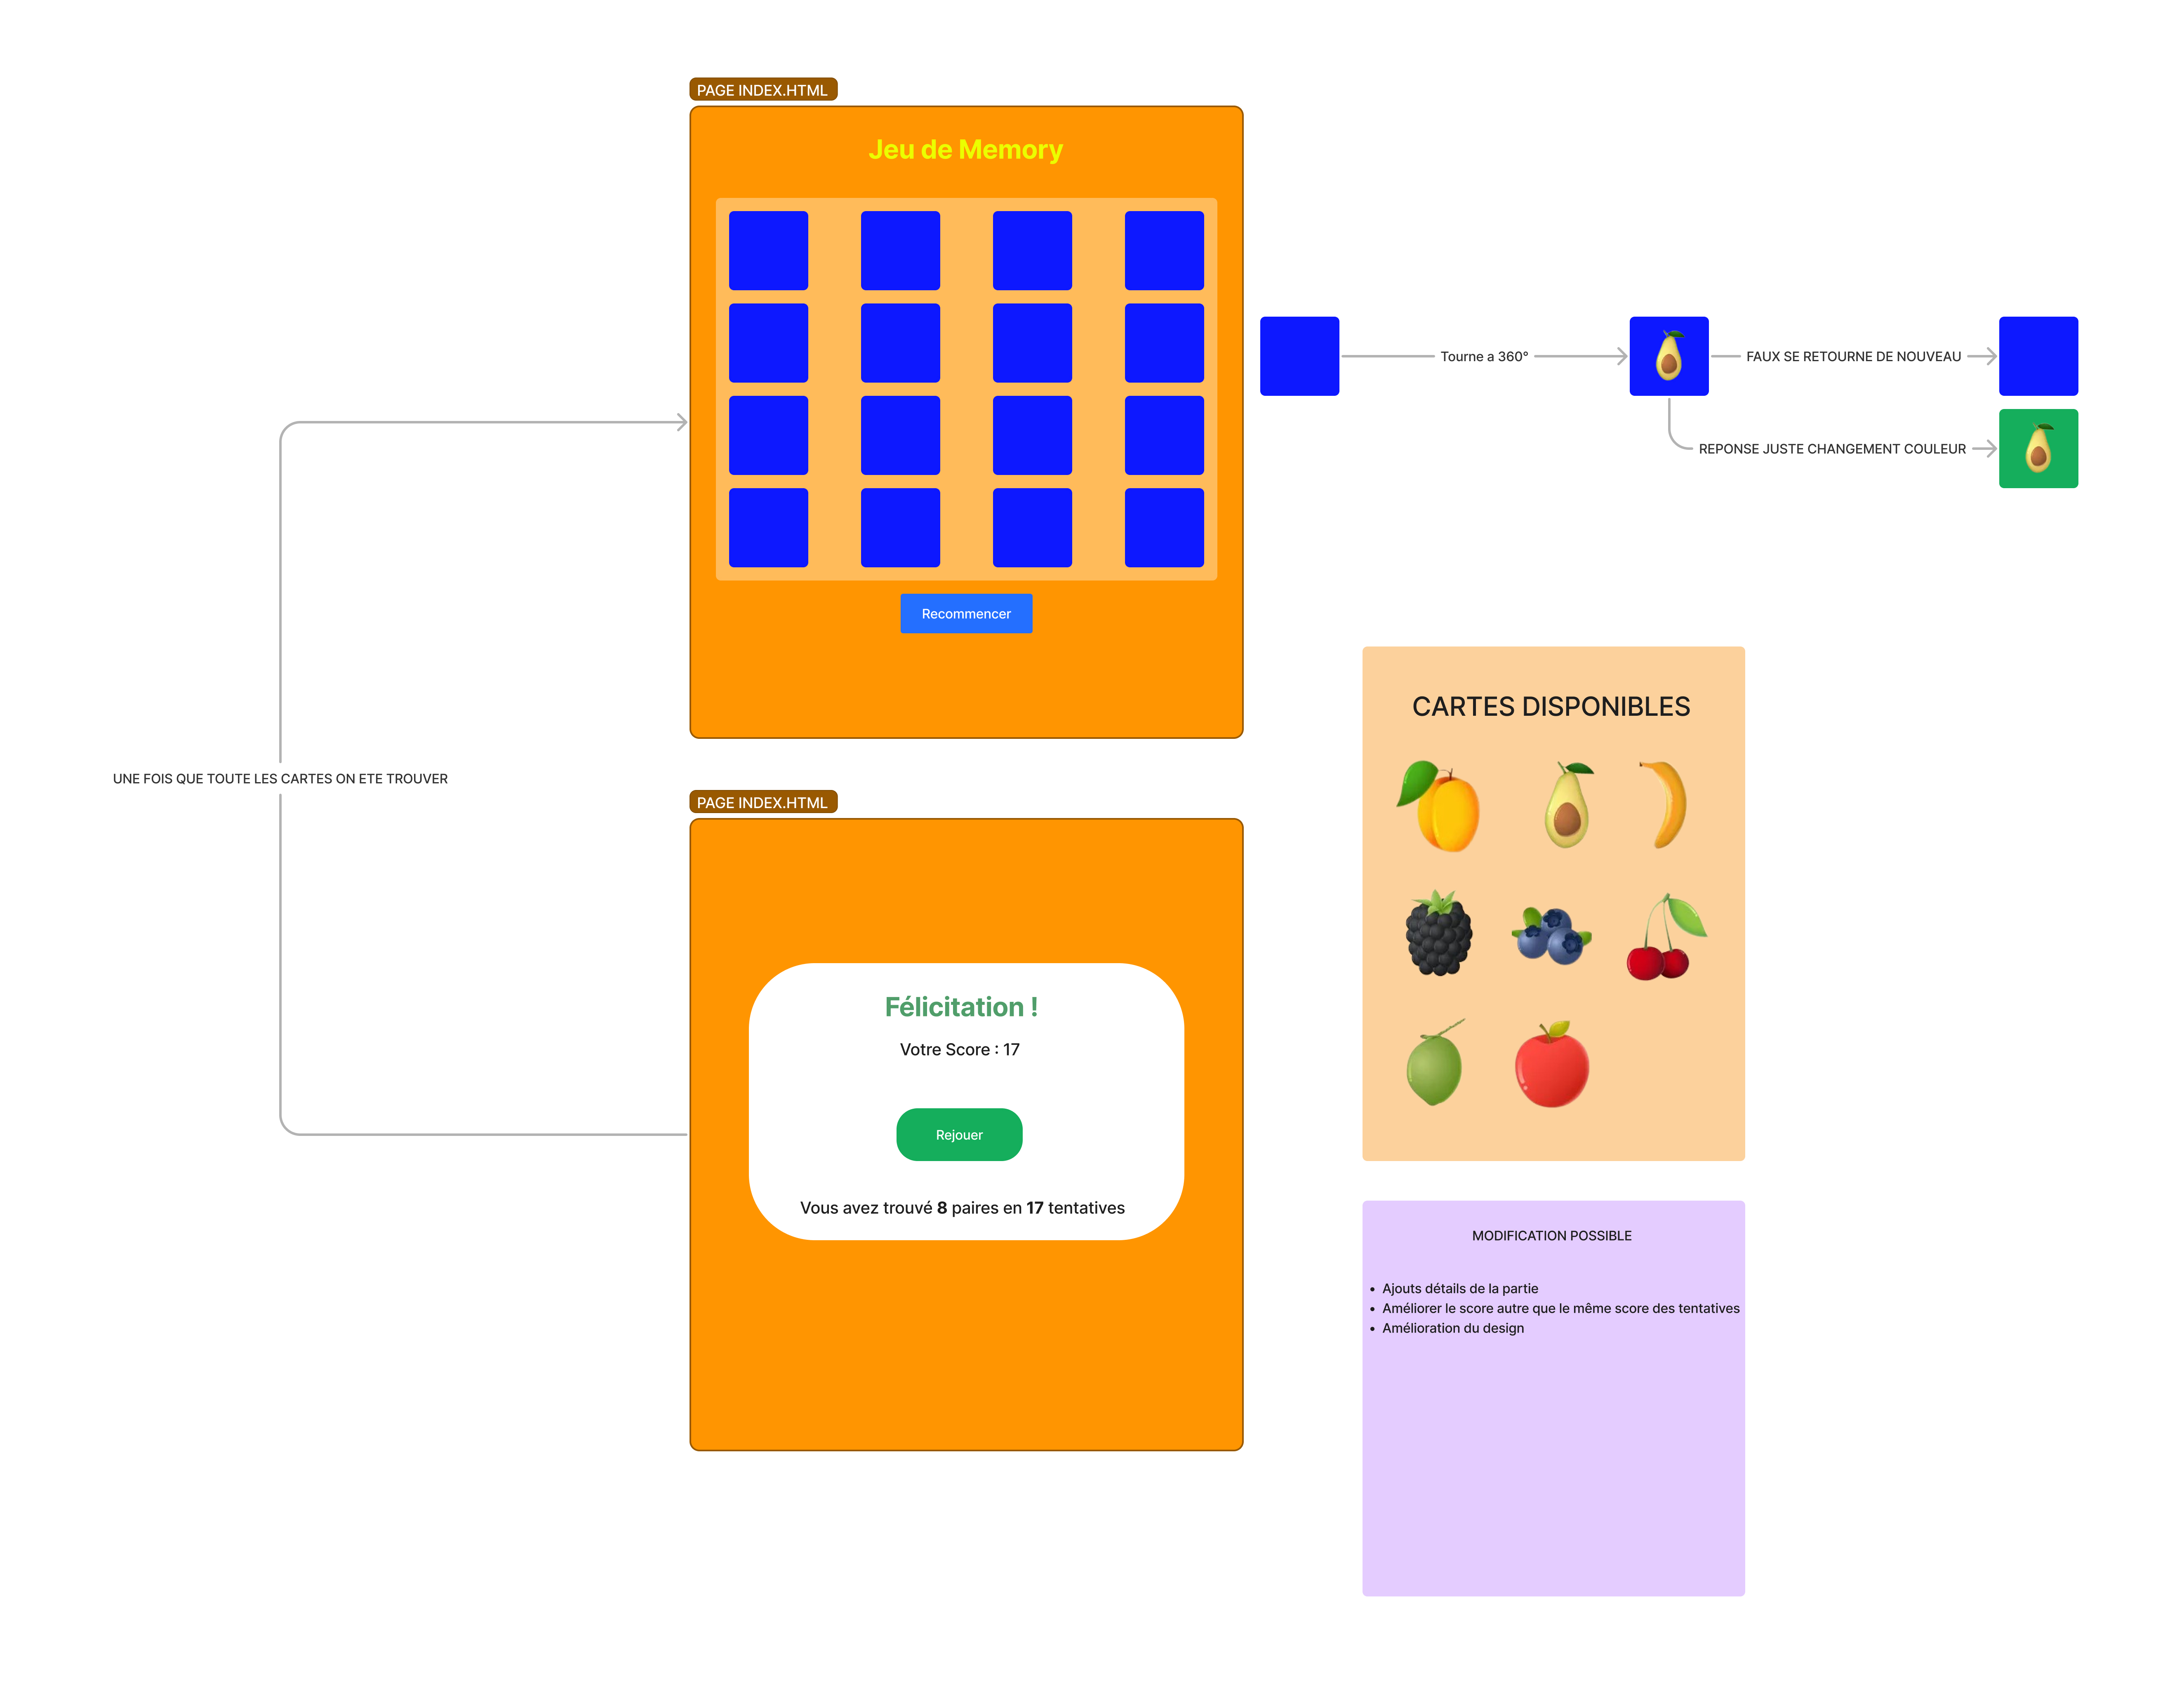 PAGE INDEX.HTML
Jeu de Memory
Recommencer
Tourne a 360°
FAUX SE RETOURNE DE NOUVEAU
REPONSE JUSTE CHANGEMENT COULEUR
UNE FOIS QUE TOUTE LES CARTES ON ETE TROUVER
PAGE INDEX.HTML
Félicitation !
Votre Score : 17
Rejouer
Vous avez trouvé 8 paires en 17 tentatives
CARTES DISPONIBLES
MODIFICATION POSSIBLE
• Ajouts détails de la partie
• Améliorer le score autre que le même score des tentatives
• Amélioration du design